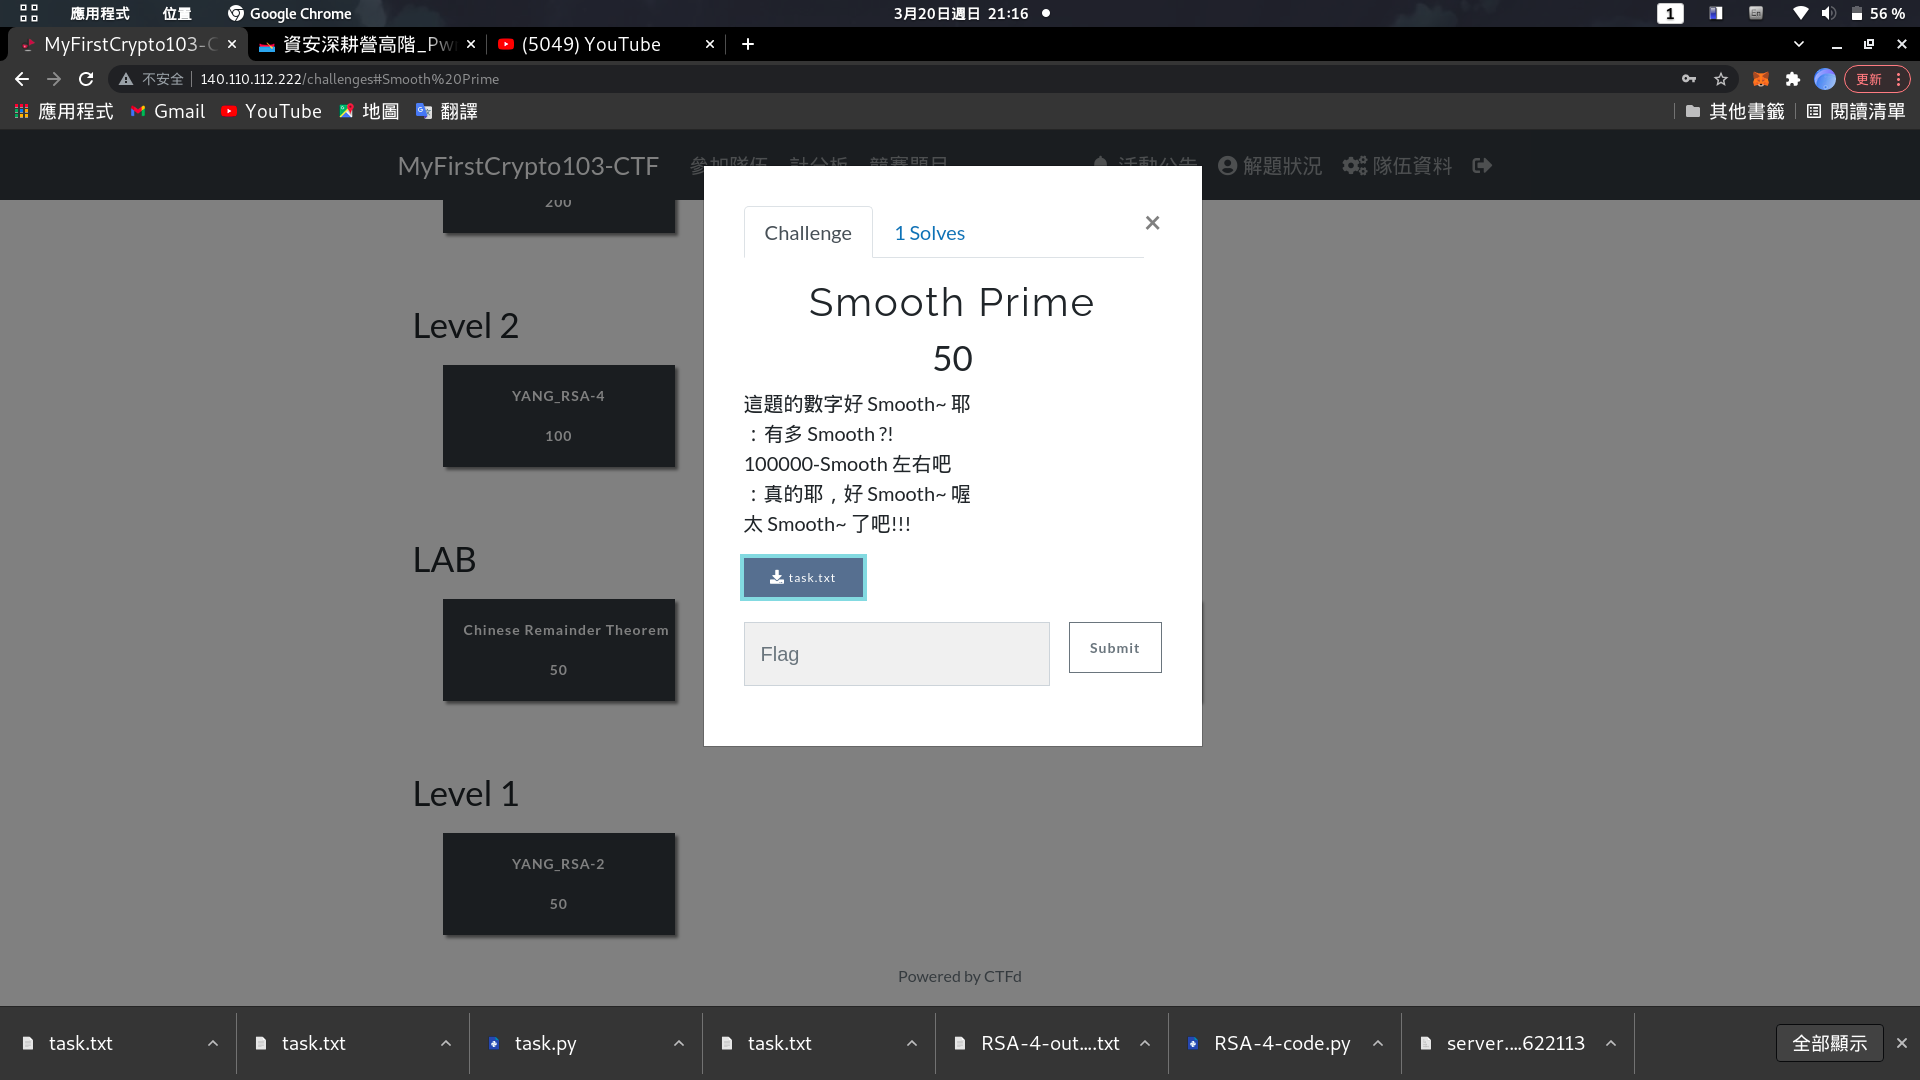 應用程式 位置 Google Chrome 3月20日週日 21:16 1 En 56 %
MyFirstCrypto103-C 資安深耕營高階_Pw (5049) YouTube
不安全 140.110.112.222/challenges#Smooth%20Prime 更新
應用程式 Gmail YouTube 地圖 翻譯 其他書籤 閱讀清單
MyFirstCrypto103-CTF 參加隊伍 計分板 競賽題目 活動公告 解題狀況 隊伍資料
200
Challenge 1 Solves ×
Smooth Prime
50
這題的數字好 Smooth~ 耶
：有多 Smooth ?!
100000-Smooth 左右吧
：真的耶，好 Smooth~ 喔
太 Smooth~ 了吧!!!
task.txt
Flag Submit
Level 2
YANG_RSA-4
100
LAB
Chinese Remainder Theorem
50
Level 1
YANG_RSA-2
50
Powered by CTFd
task.txt task.txt task.py task.txt RSA-4-out....txt RSA-4-code.py server....622113 全部顯示